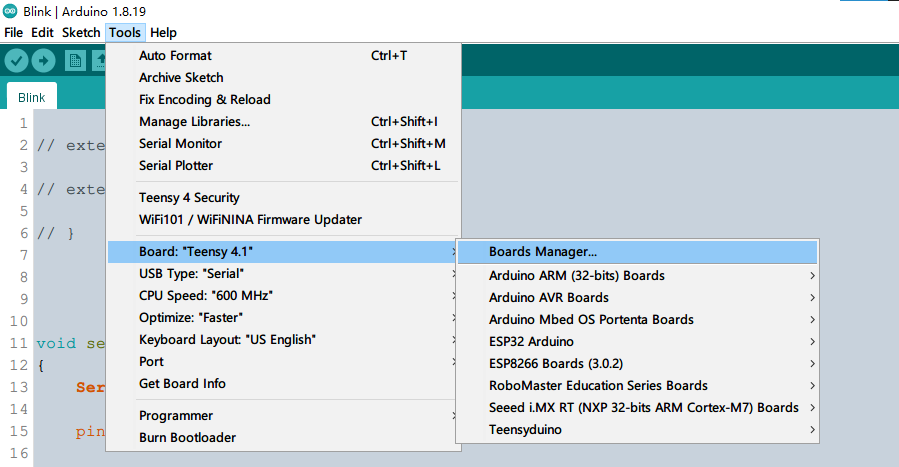 Blink | Arduino 1.8.19
File Edit Sketch Tools Help
Auto Format Ctrl+T
Archive Sketch
Fix Encoding & Reload
Manage Libraries... Ctrl+Shift+I
Serial Monitor Ctrl+Shift+M
Serial Plotter Ctrl+Shift+L
Teensy 4 Security
WiFi101 / WiFiNINA Firmware Updater
Board: "Teensy 4.1"
USB Type: "Serial"
CPU Speed: "600 MHz"
Optimize: "Faster"
Keyboard Layout: "US English"
Port
Get Board Info
Programmer
Burn Bootloader
Boards Manager...
Arduino ARM (32-bits) Boards
Arduino AVR Boards
Arduino Mbed OS Portenta Boards
ESP32 Arduino
ESP8266 Boards (3.0.2)
RoboMaster Education Series Boards
Seeed i.MX RT (NXP 32-bits ARM Cortex-M7) Boards
Teensyduino
Blink
1
2 // exte
3
4 // exte
5
6 // }
7
8
9
10
11 void se
12 {
13 Ser
14
15 pin
16